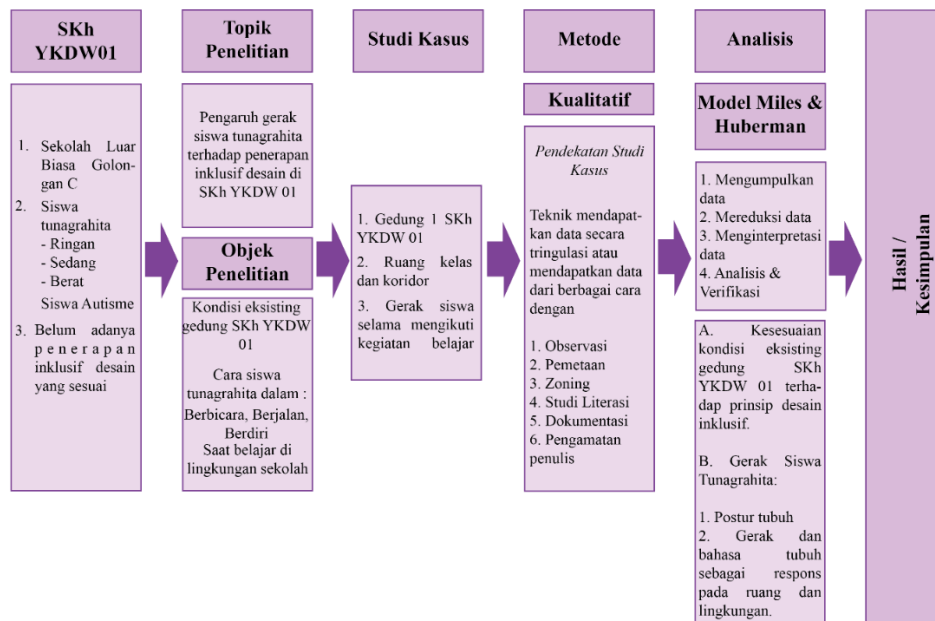 SKh
YKDW01
1. Sekolah Luar
Biasa Golon-
gan C
2. Siswa
tunagrahita
- Ringan
- Sedang
- Berat
Siswa Autisme
3. Belum adanya
penerapan
inklusif desain
yang sesuai
Topik
Penelitian
Pengaruh gerak
siswa tunagrahita
terhadap penerapan
inklusif desain di
SKh YKDW 01
Objek
Penelitian
Kondisi eksisting
gedung SKh YKDW
01
Cara siswa
tunagrahita dalam :
Berbicara, Berjalan,
Berdiri
Saat belajar di
lingkungan sekolah
Studi Kasus
1. Gedung 1 SKh
YKDW 01
2. Ruang kelas
dan koridor
3. Gerak siswa
selama mengikuti
kegiatan belajar
Metode
Kualitatif
Pendekatan Studi
Kasus
Teknik mendapat-
kan data secara
tringulasi atau
mendapatkan data
dari berbagai cara
dengan
1. Observasi
2. Pemetaan
3. Zoning
4. Studi Literasi
5. Dokumentasi
6. Pengamatan
penulis
Analisis
Model Miles &
Huberman
1. Mengumpulkan
data
2. Mereduksi data
3. Menginterpretasi
data
4. Analisis &
Verifikasi
A. Kesesuaian
kondisi eksisting
gedung SKh
YKDW 01 terha-
dap prinsip desain
inklusif.
B. Gerak Siswa
Tunagrahita:
1. Postur tubuh
2. Gerak dan
bahasa tubuh
sebagai respons
pada ruang dan
lingkungan.
Hasil /
Kesimpulan